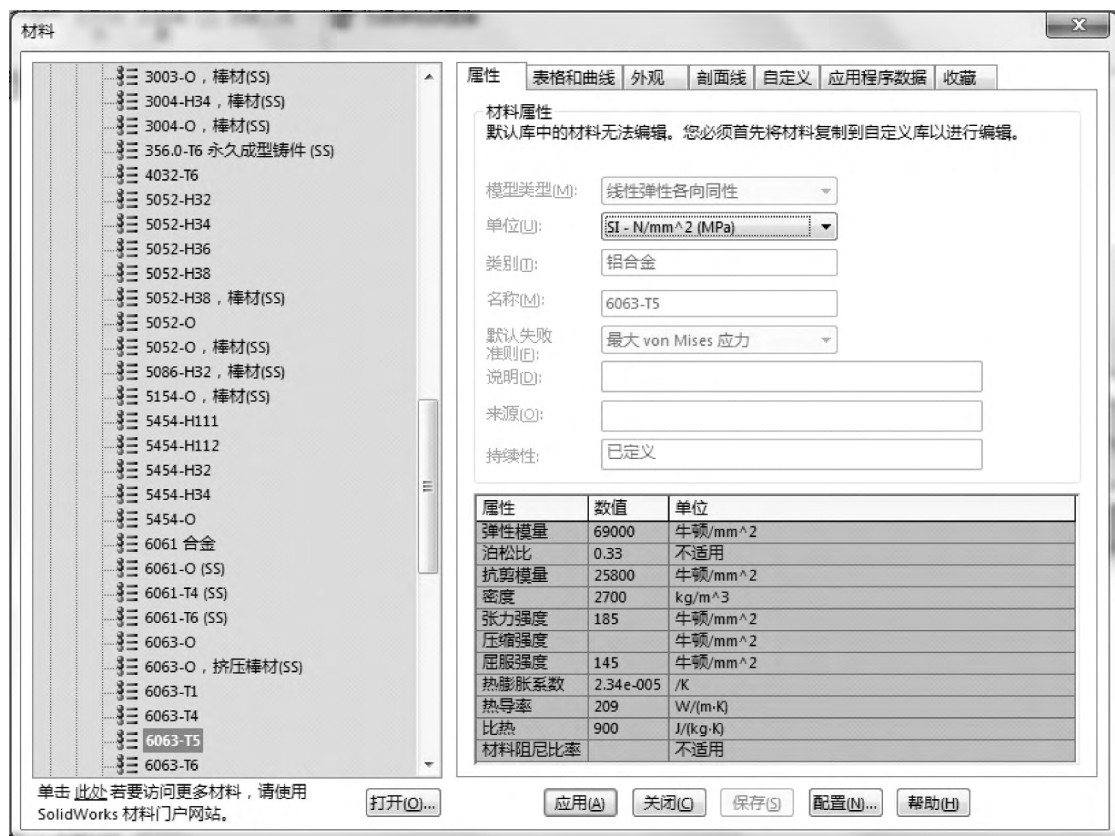 材料
3003-O，棒材(SS)
3004-H34，棒材(SS)
3004-O，棒材(SS)
356.0-T6 永久成型铸件 (SS)
4032-T6
5052-H32
5052-H34
5052-H36
5052-H38
5052-H38，棒材(SS)
5052-O
5052-O，棒材(SS)
5086-H32，棒材(SS)
5154-O，棒材(SS)
5454-H111
5454-H112
5454-H32
5454-H34
5454-O
6061 合金
6061-O (SS)
6061-T4 (SS)
6061-T6 (SS)
6063-O
6063-O，挤压棒材(SS)
6063-T1
6063-T4
6063-T5
6063-T6
单击 此处 若要访问更多材料，请使用
SolidWorks 材料门户网站。
打开(O)...
属性 表格和曲线 外观 剖面线 自定义 应用程序数据 收藏
材料属性
默认库中的材料无法编辑。您必须首先将材料复制到自定义库以进行编辑。
模型类型(M): 线性弹性各向同性
单位(U): SI - N/mm^2 (MPa)
类别(T): 铝合金
名称(M): 6063-T5
默认失败
准则(F): 最大 von Mises 应力
说明(D):
来源(O):
持续性: 已定义
属性 数值 单位
弹性模量 69000 牛顿/mm^2
泊松比 0.33 不适用
抗剪模量 25800 牛顿/mm^2
密度 2700 kg/m^3
张力强度 185 牛顿/mm^2
压缩强度 牛顿/mm^2
屈服强度 145 牛顿/mm^2
热膨胀系数 2.34e-005 /K
热导率 209 W/(m·K)
比热 900 J/(kg·K)
材料阻尼比率 不适用
应用(A) 关闭(C) 保存(S) 配置(N)... 帮助(H)